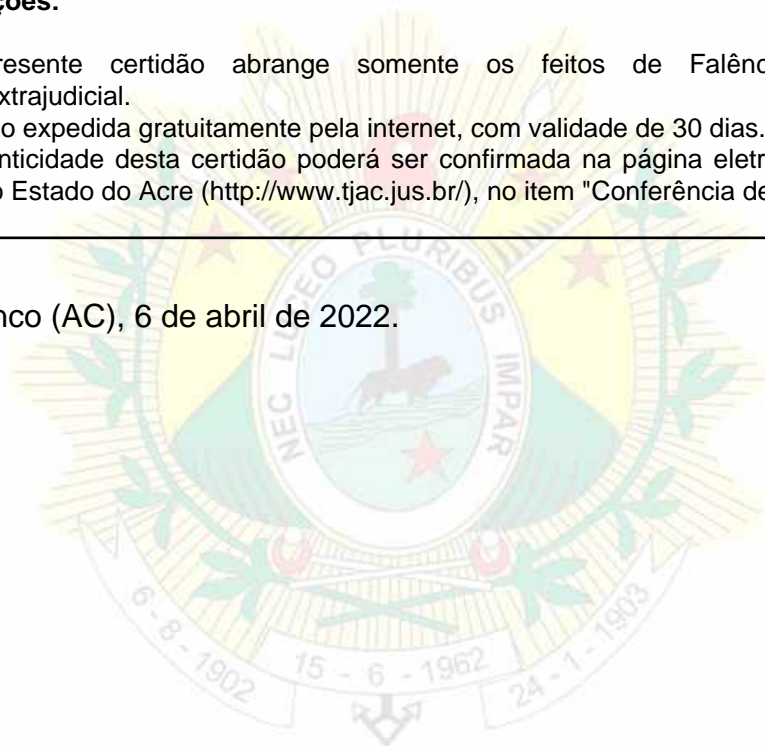 ções:
resente certidão abrange somente os feitos de Falênc
xtrajudicial.
o expedida gratuitamente pela internet, com validade de 30 dias.
nticidade desta certidão poderá ser confirmada na página eletr
o Estado do Acre (http://www.tjac.jus.br/), no item "Conferência de
nco (AC), 6 de abril de 2022.
NEC LUCEO PLURIBUS IMPAR
6 - 8 - 1902
15 - 6 - 1962
24 - 1 - 1903